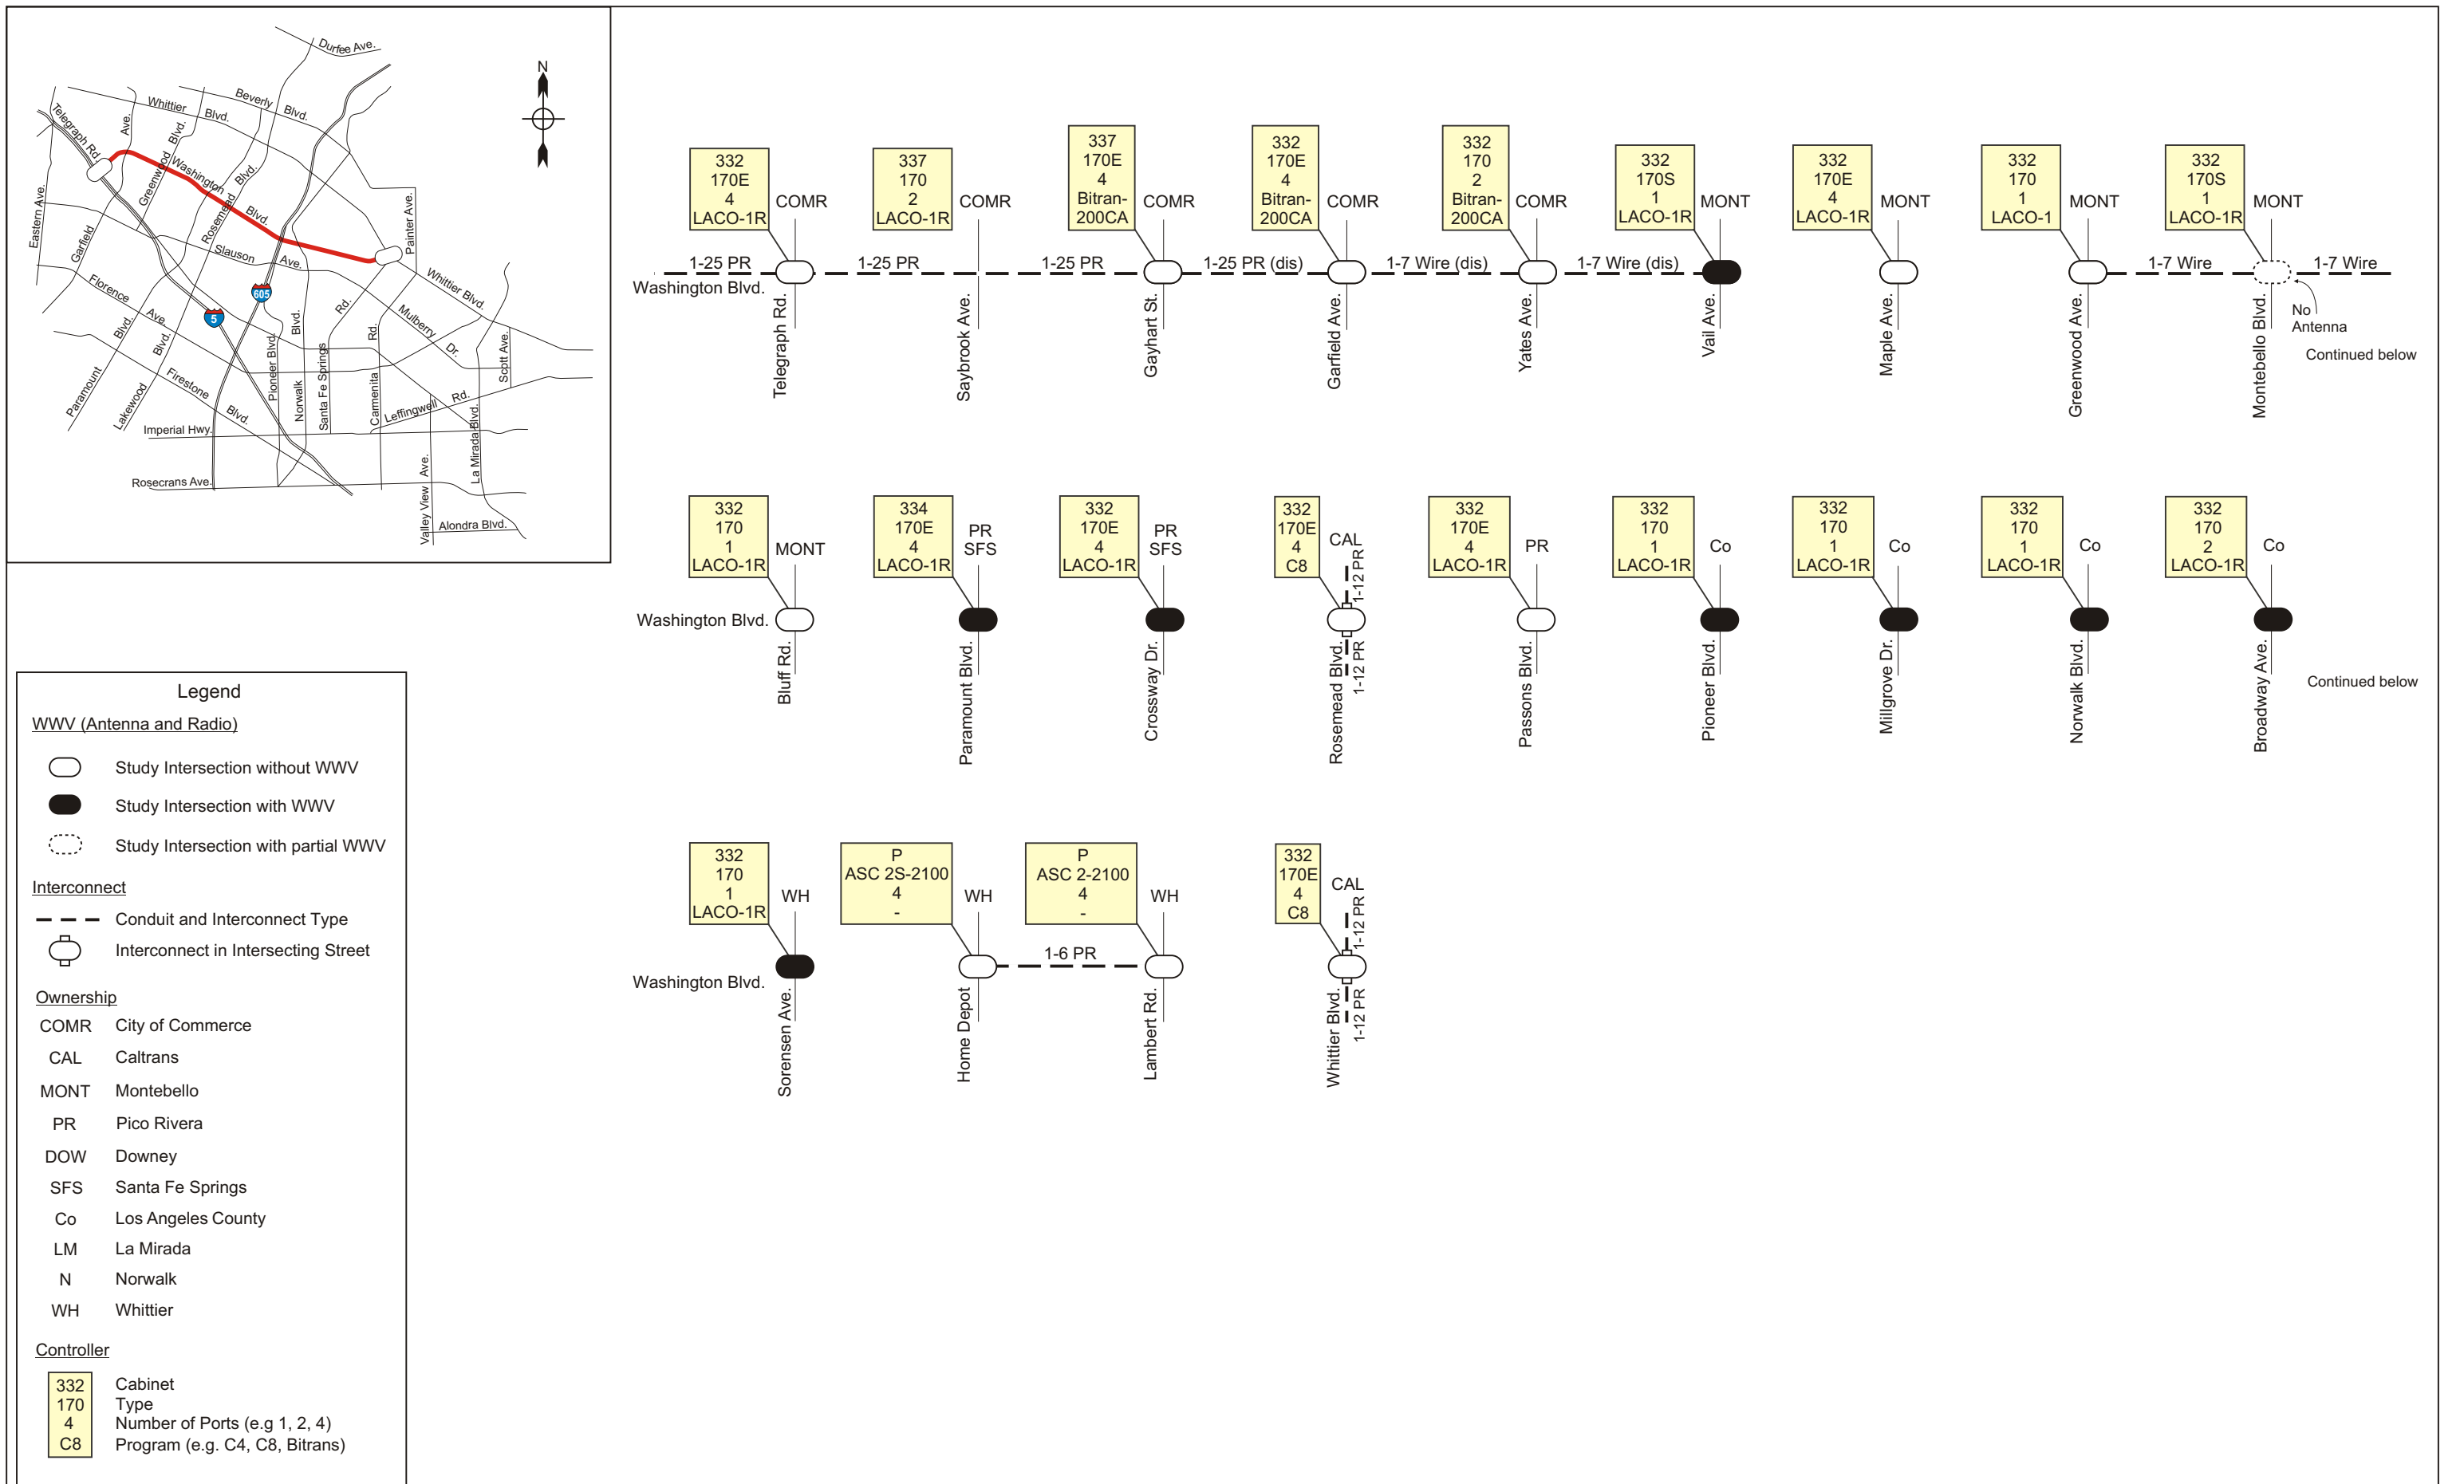 Durfee Ave.
N
Beverly Blvd.
Whittier Blvd.
Telegraph Rd.
Ave.
Greenwood Blvd.
Washington Blvd.
Rosemead Blvd.
Eastern Ave.
Garfield
Painter Ave.
Slauson Ave.
Whittier Blvd.
605
5
Florence Ave.
Rd.
Mulberry Dr.
Paramount Blvd.
Lakewood Blvd.
Pioneer Blvd.
Norwalk Blvd.
Santa Fe Springs
Carmenita Rd.
Scott Ave.
Firestone Blvd.
Leffingwell Rd.
Imperial Hwy.
La Mirada Blvd.
Rosecrans Ave.
Valley View Ave.
Alondra Blvd.
332
170E
4
LACO-1R
COMR
337
170
2
LACO-1R
COMR
337
170E
4
Bitran-
200CA
COMR
332
170E
4
Bitran-
200CA
COMR
332
170
2
Bitran-
200CA
COMR
332
170S
1
LACO-1R
MONT
332
170E
4
LACO-1R
MONT
332
170
1
LACO-1
MONT
332
170S
1
LACO-1R
MONT
1-25 PR
1-25 PR
1-25 PR
1-25 PR (dis)
1-7 Wire (dis)
1-7 Wire (dis)
1-7 Wire
1-7 Wire
Washington Blvd.
Telegraph Rd.
Saybrook Ave.
Gayhart St.
Garfield Ave.
Yates Ave.
Vail Ave.
Maple Ave.
Greenwood Ave.
Montebello Blvd.
No
Antenna
Continued below
332
170
1
LACO-1R
MONT
334
170E
4
LACO-1R
PR
SFS
332
170E
4
LACO-1R
PR
SFS
332
170E
4
C8
CAL
1-12 PR
332
170E
4
LACO-1R
PR
332
170
1
LACO-1R
Co
332
170
1
LACO-1R
Co
332
170
1
LACO-1R
Co
332
170
2
LACO-1R
Co
Washington Blvd.
Bluff Rd.
Paramount Blvd.
Crossway Dr.
Rosemead Blvd.
1-12 PR
Passons Blvd.
Pioneer Blvd.
Millgrove Dr.
Norwalk Blvd.
Broadway Ave.
Continued below
332
170
1
LACO-1R
WH
P
ASC 2S-2100
4
-
WH
P
ASC 2-2100
4
-
WH
332
170E
4
C8
CAL
1-12 PR
1-6 PR
Washington Blvd.
Sorensen Ave.
Home Depot
Lambert Rd.
Whittier Blvd.
1-12 PR
Legend
WWV (Antenna and Radio)
Study Intersection without WWV
Study Intersection with WWV
Study Intersection with partial WWV
Interconnect
Conduit and Interconnect Type
Interconnect in Intersecting Street
Ownership
COMR City of Commerce
CAL Caltrans
MONT Montebello
PR Pico Rivera
DOW Downey
SFS Santa Fe Springs
Co Los Angeles County
LM La Mirada
N Norwalk
WH Whittier
Controller
332 Cabinet
170 Type
4 Number of Ports (e.g 1, 2, 4)
C8 Program (e.g. C4, C8, Bitrans)